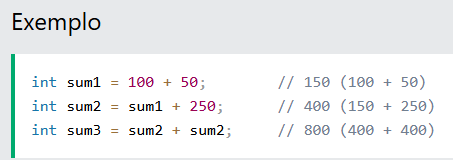 Exemplo
int sum1 = 100 + 50;        // 150 (100 + 50)
int sum2 = sum1 + 250;      // 400 (150 + 250)
int sum3 = sum2 + sum2;     // 800 (400 + 400)